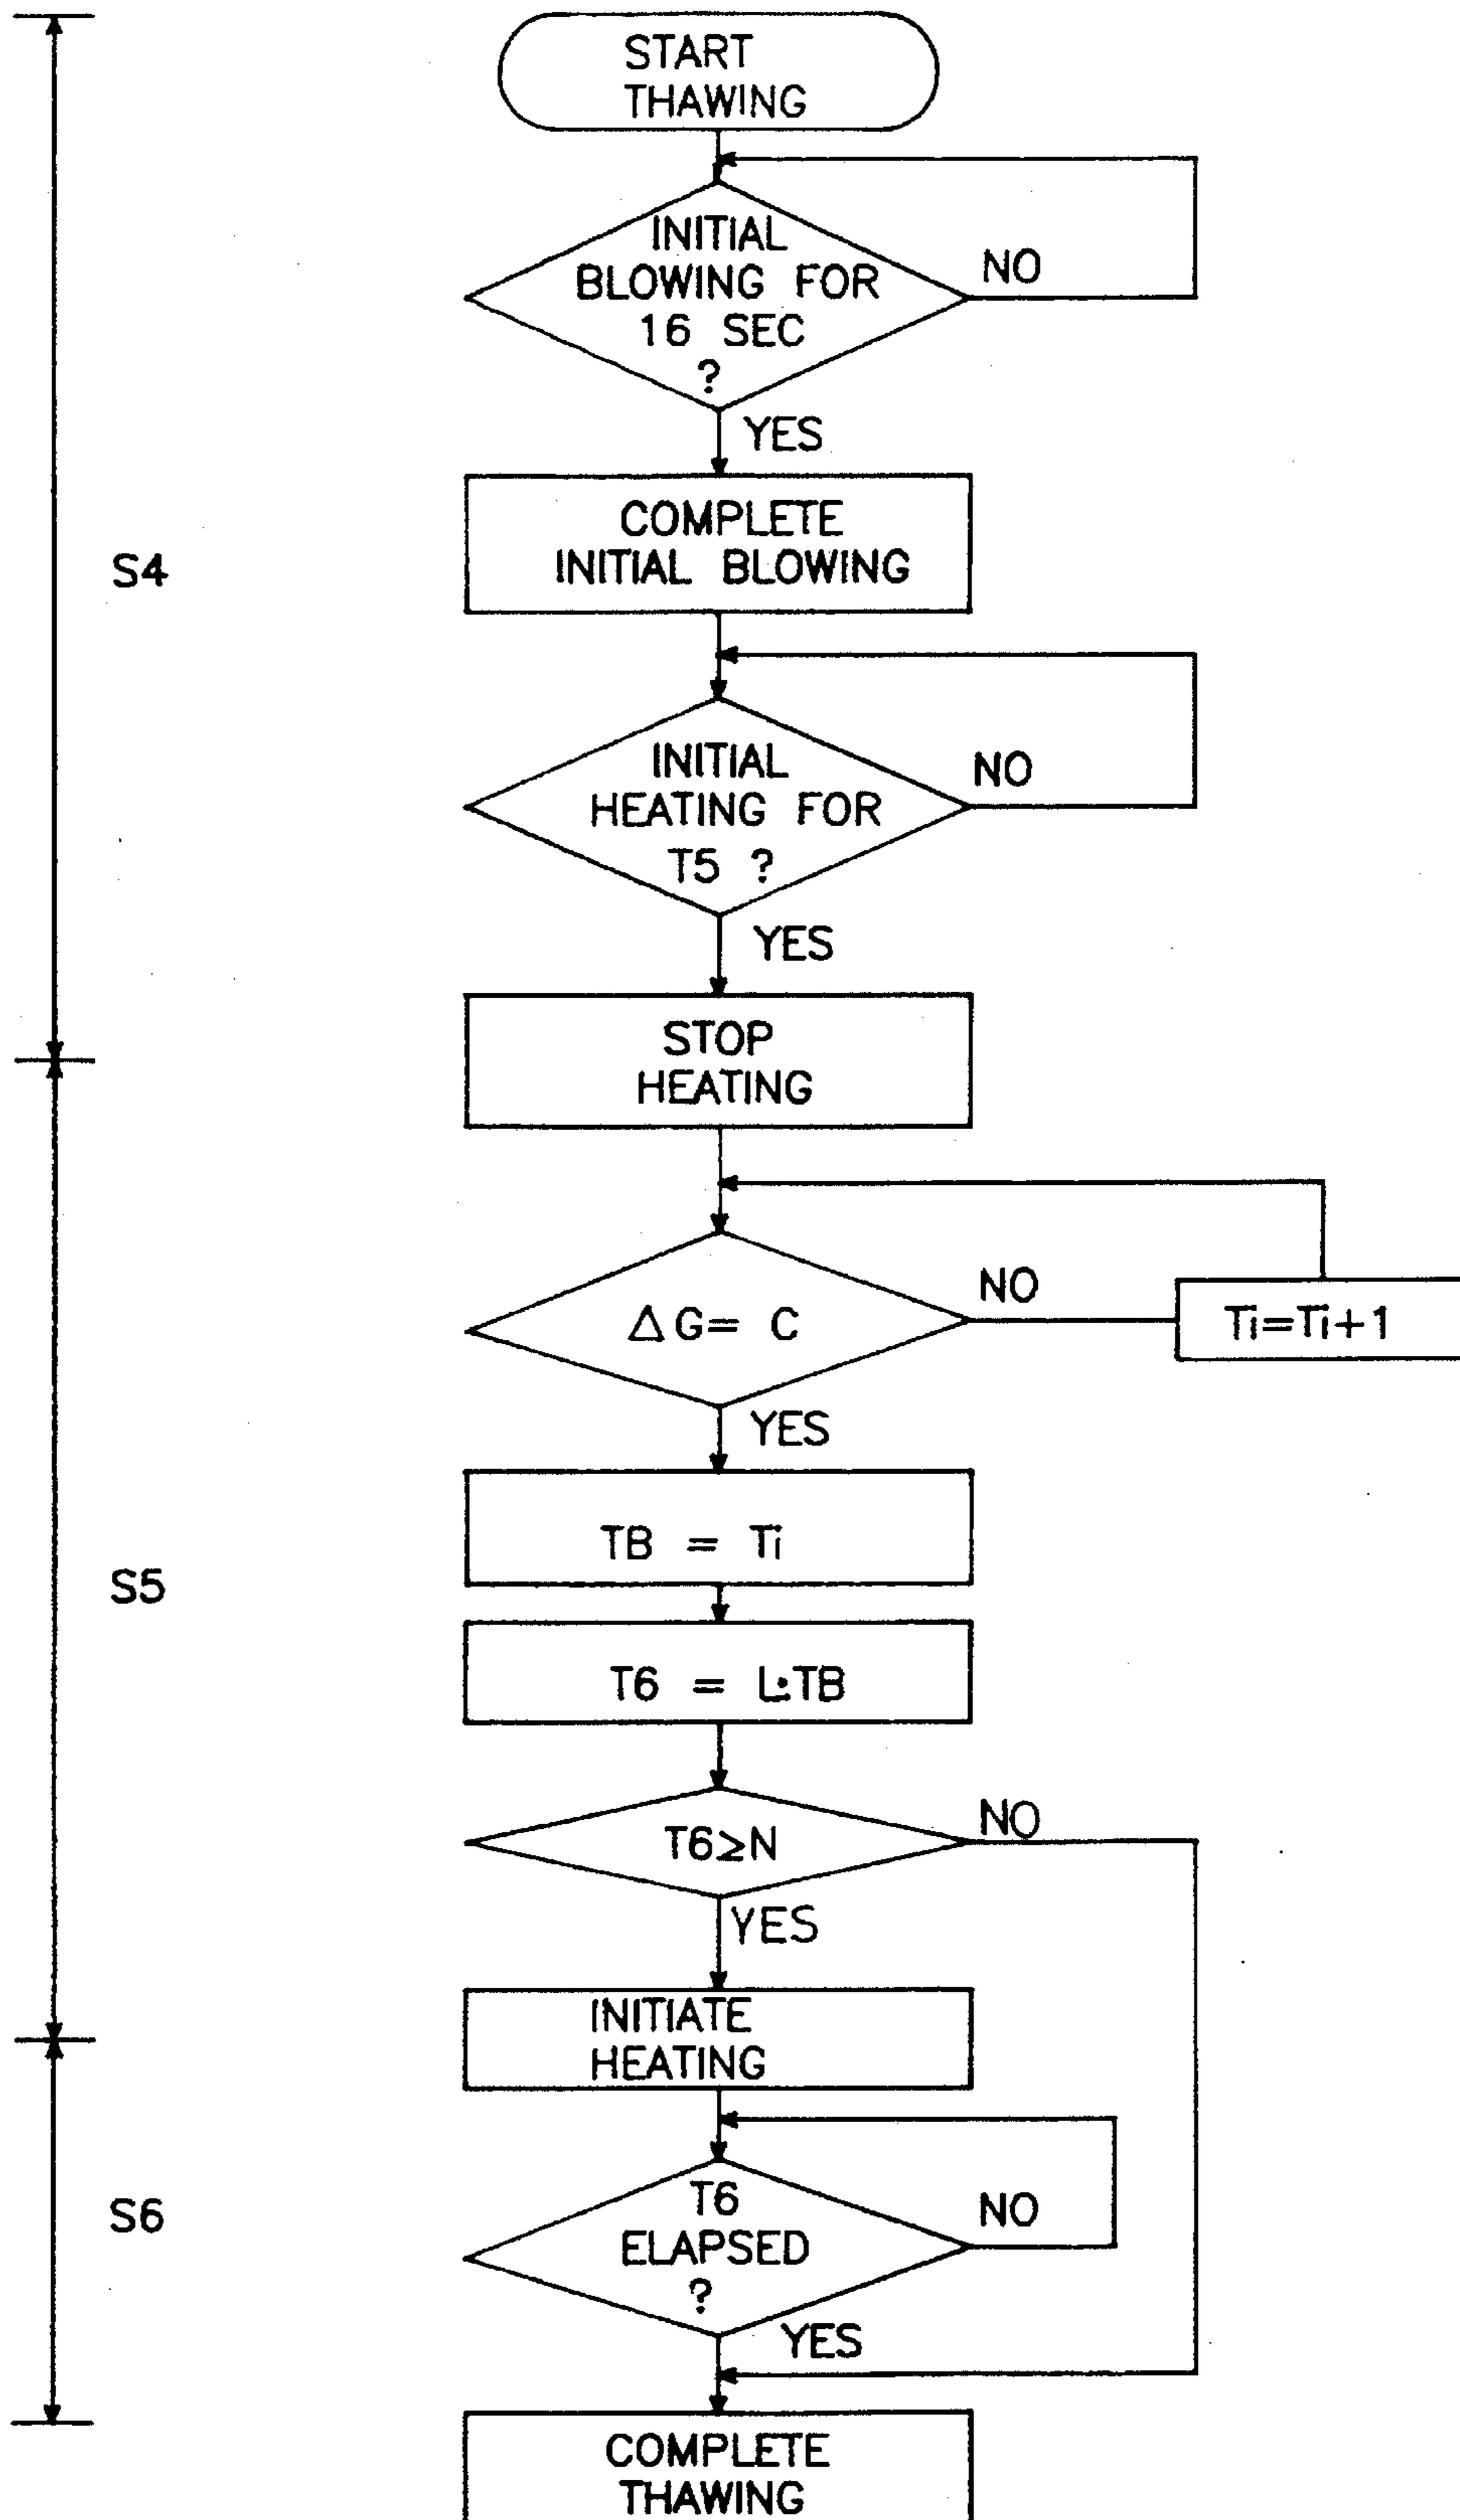 START
THAWING
INITIAL
BLOWING FOR
16 SEC
?
NO
YES
COMPLETE
INITIAL BLOWING
S4
INITIAL
HEATING FOR
T5 ?
NO
YES
STOP
HEATING
ΔG= C
NO
Ti=Ti+1
YES
TB = Ti
S5
T6 = L·TB
T6≥N
NO
YES
INITIATE
HEATING
T6
ELAPSED
?
NO
S6
YES
COMPLETE
THAWING